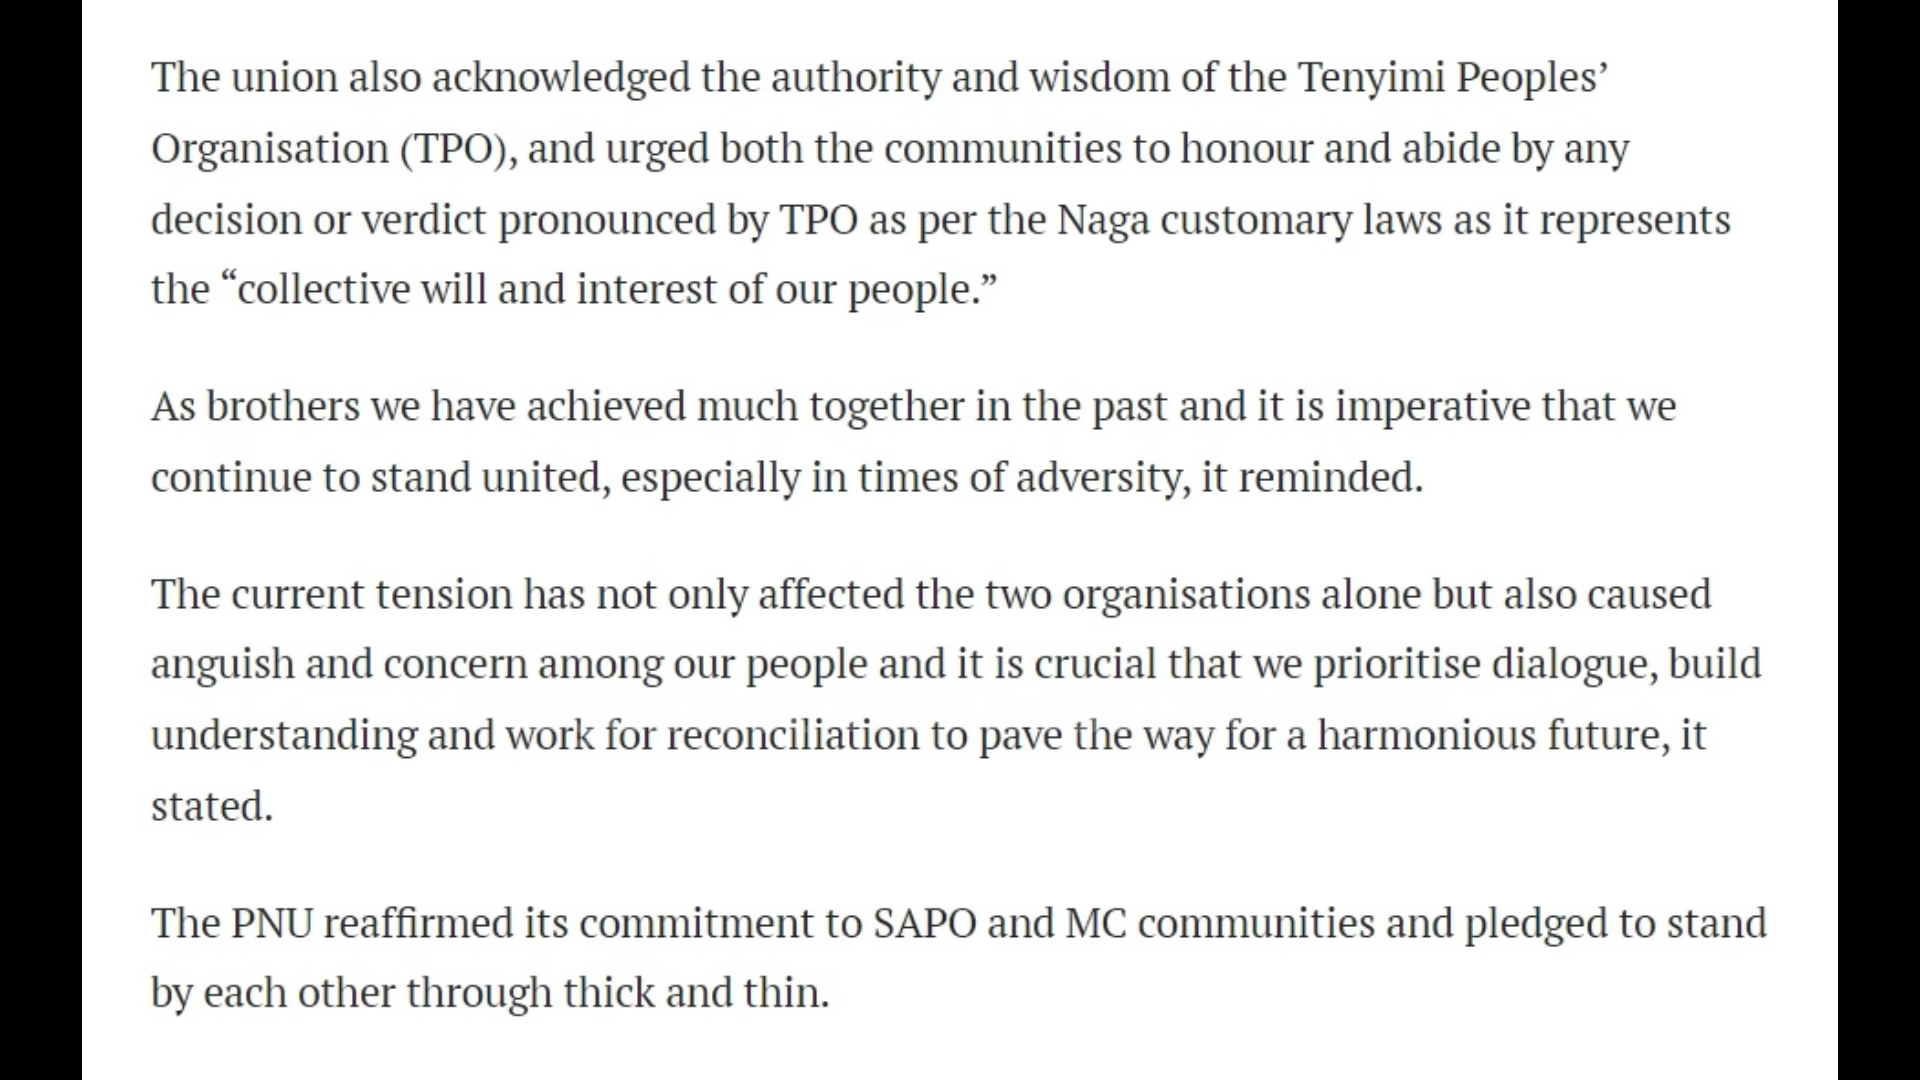 The union also acknowledged the authority and wisdom of the Tenyimi Peoples’
Organisation (TPO), and urged both the communities to honour and abide by any
decision or verdict pronounced by TPO as per the Naga customary laws as it represents
the “collective will and interest of our people.”
As brothers we have achieved much together in the past and it is imperative that we
continue to stand united, especially in times of adversity, it reminded.
The current tension has not only affected the two organisations alone but also caused
anguish and concern among our people and it is crucial that we prioritise dialogue, build
understanding and work for reconciliation to pave the way for a harmonious future, it
stated.
The PNU reaffirmed its commitment to SAPO and MC communities and pledged to stand
by each other through thick and thin.